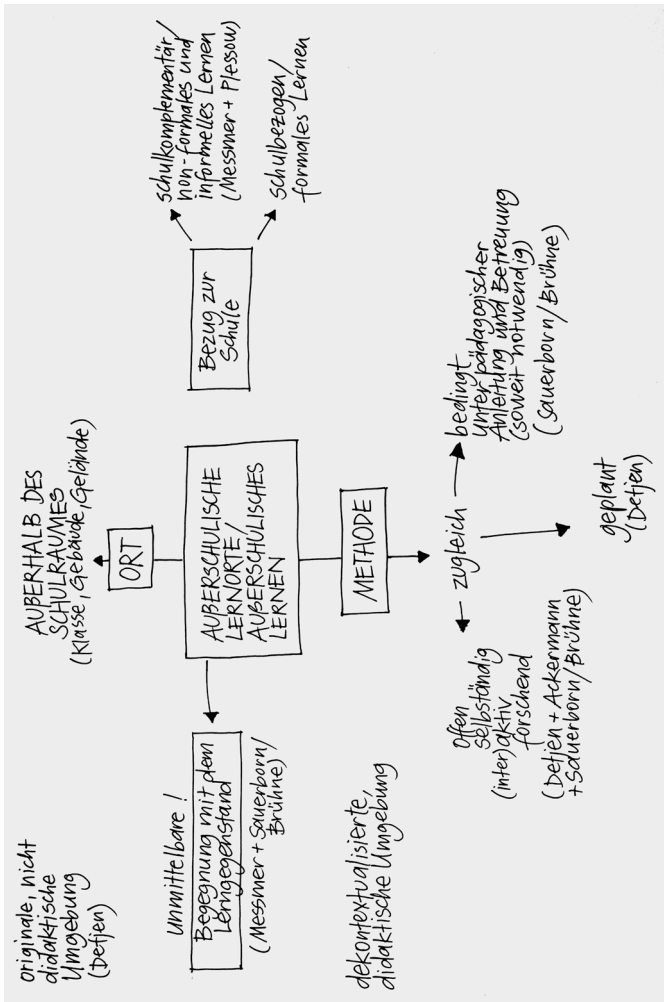 originale, nicht
didaktische
Umgebung
(Detjen)
AUßERHALB DES
SCHULRAUMES
(Klasse, Gebäude, Gelände)
ORT
schulkomplementär/
non-formales und
informelles Lernen
(Messmer + Plessow)
Bezug zur
Schule
schulbezogen/
formales Lernen
unmittelbare!
Begegnung mit dem
Lerngegenstand
(Messmer + Sauerborn/
Brühne)
AUßERSCHULISCHE
LERNORTE/
AUßERSCHULISCHES
LERNEN
dekontextualisierte,
didaktische Umgebung
METHODE
zugleich
offen
selbständig
(inter)aktiv
forschend
(Detjen + Ackermann
+ Sauerborn/Brühne)
geplant
(Detjen)
bedingt
unter pädagogischer
Anleitung und Betreuung
(soweit notwendig)
(Sauerborn/Brühne)